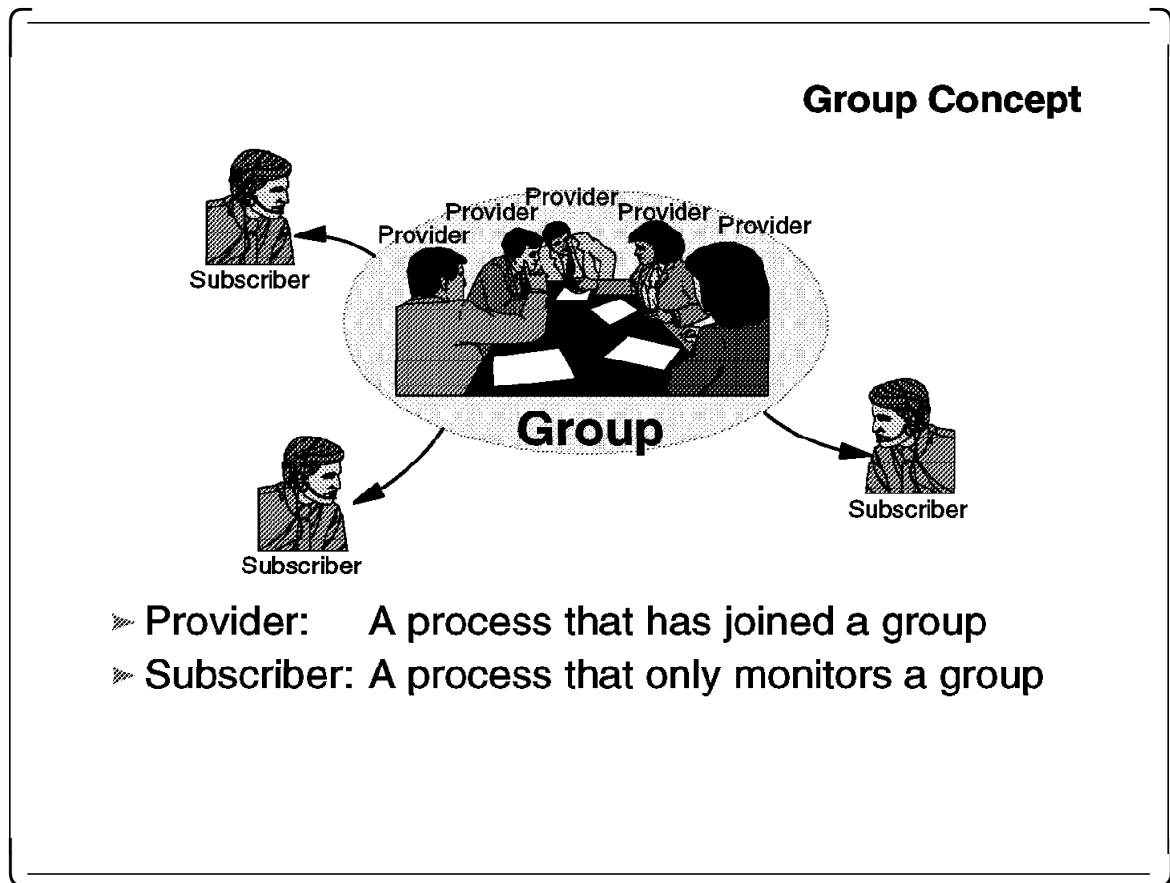 Group Concept
Provider
Provider
Provider
Provider
Provider
Subscriber
Group
Subscriber
Subscriber
Provider: A process that has joined a group
Subscriber: A process that only monitors a group